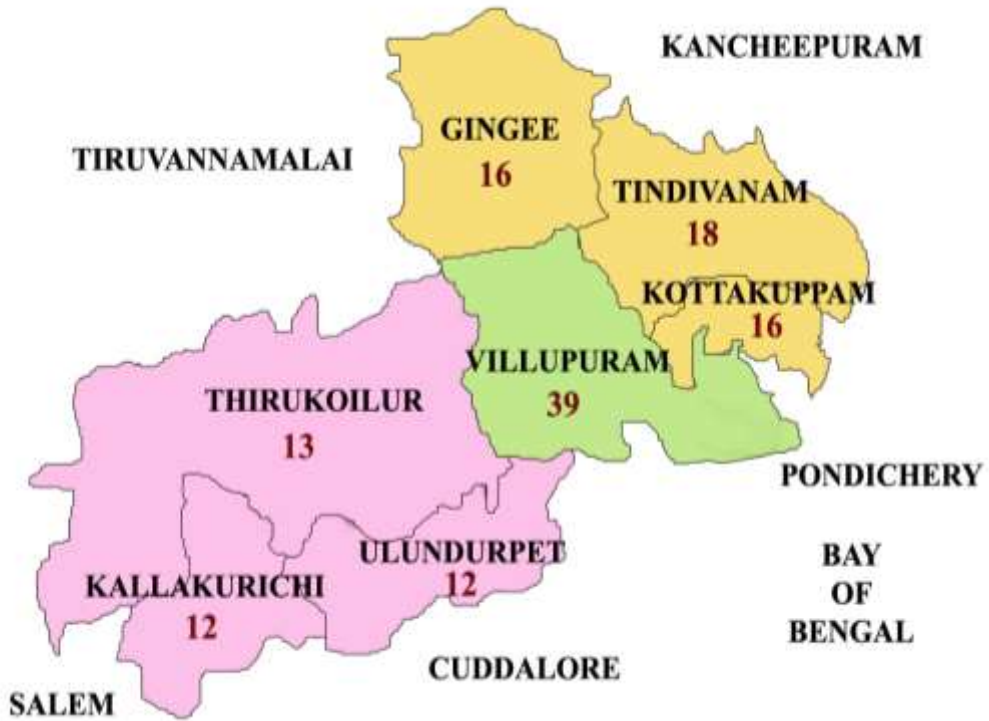 KANCHEEPURAM
GINGEE
16
TIRUVANNAMALAI
TINDIVANAM
18
KOTTAKUPPAM
16
VILLUPURAM
39
THIRUKOILUR
13
PONDICHERY
ULUNDURPET
12
KALLAKURICHI
12
BAY
OF
BENGAL
CUDDALORE
SALEM